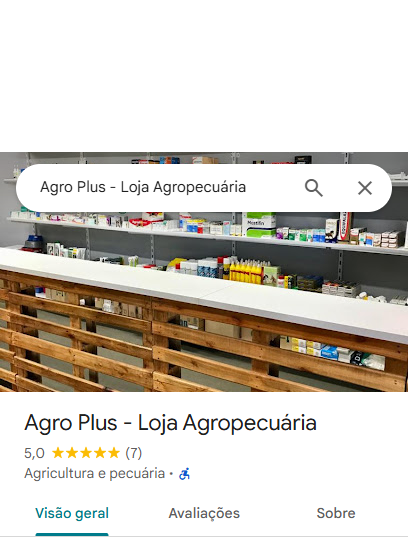 Agro Plus - Loja Agropecuária
Agro Plus - Loja Agropecuária
5,0 (7)
Agricultura e pecuária ·
Visão geral Avaliações Sobre